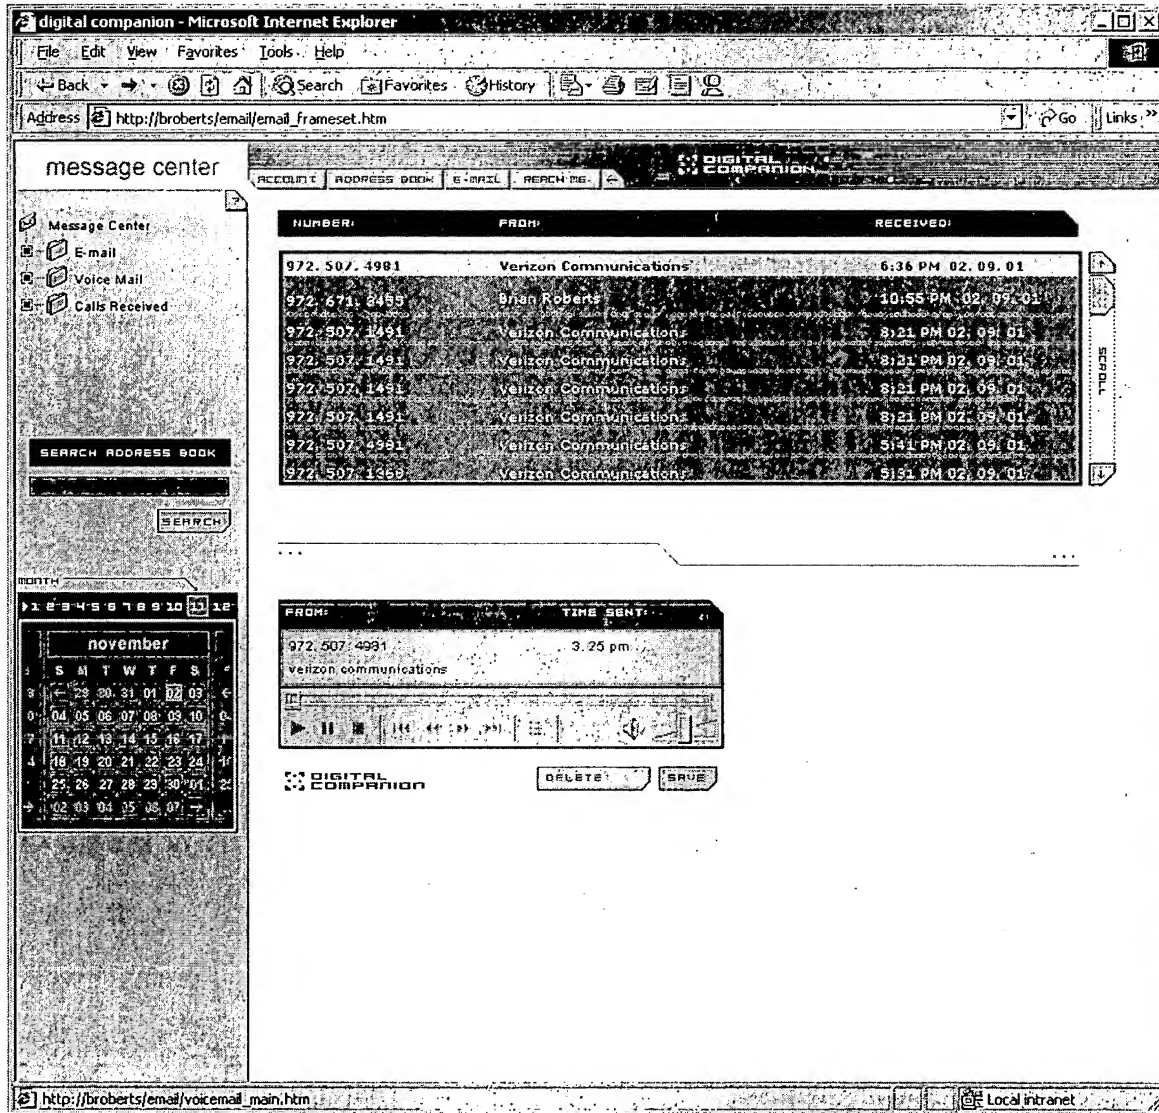 digital companion - Microsoft Internet Explorer
File Edit View Favorites Tools Help
Back Search Favorites History
Address http://broberts/email/email_frameset.htm Go Links »
message center
DIGITAL COMPANION
ACCOUNT ADDRESS BOOK E-MAIL REACH ME
?
Message Center
E-mail
Voice Mail
Calls Received
NUMBER: FROM: RECEIVED:
972. 507. 4981 Verizon Communications 6:36 PM 02. 09. 01
972. 671. Brian Roberts 10:55 PM 02. 09. 01
972. 507. 1491 Verizon Communications 8:21 PM 02. 09. 01
972. 507. 1491 Verizon Communications 8:21 PM 02. 09. 01
972. 507. 1491 Verizon Communications 8:21 PM 02. 09. 01
972. 507. 1491 Verizon Communications 8:21 PM 02. 09. 01
972. 507. 4981 Verizon Communications 5:41 PM 02. 09. 01
972. 507. 1368 Verizon Communications 5:31 PM 02. 09. 01
SCROLL
SEARCH ADDRESS BOOK
SEARCH
MONTH
1 2 3 4 5 6 7 8 9 10 11 12
november
S M T W T F S
29 30 31 01 02 03
04 05 06 07 08 09 10
11 12 13 14 15 16 17
18 19 20 21 22 23 24
25 26 27 28 29 30 01
02 03 04 05 06 07
FROM: TIME SENT:
972. 507. 4981 3. 25 pm
verizon communications
DIGITAL COMPANION
DELETE SAVE
http://broberts/email/voicemail_main.htm Local intranet